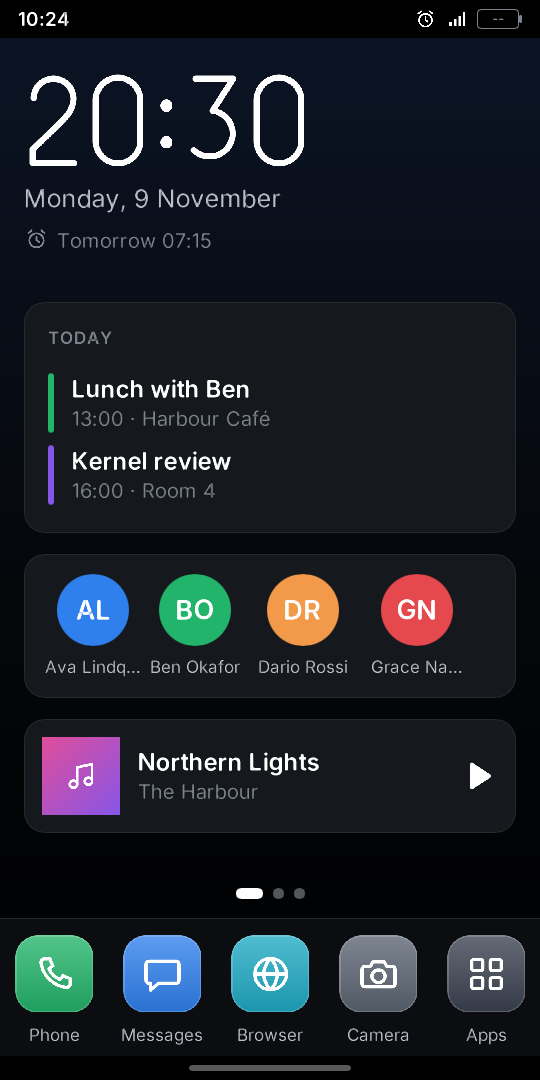 10:24
--
20:30
Monday, 9 November
Tomorrow 07:15
TODAY
Lunch with Ben
13:00 · Harbour Café
Kernel review
16:00 · Room 4
AL BO DR GN
Ava Lindq... Ben Okafor Dario Rossi Grace Na...
Northern Lights
The Harbour
Phone Messages Browser Camera Apps